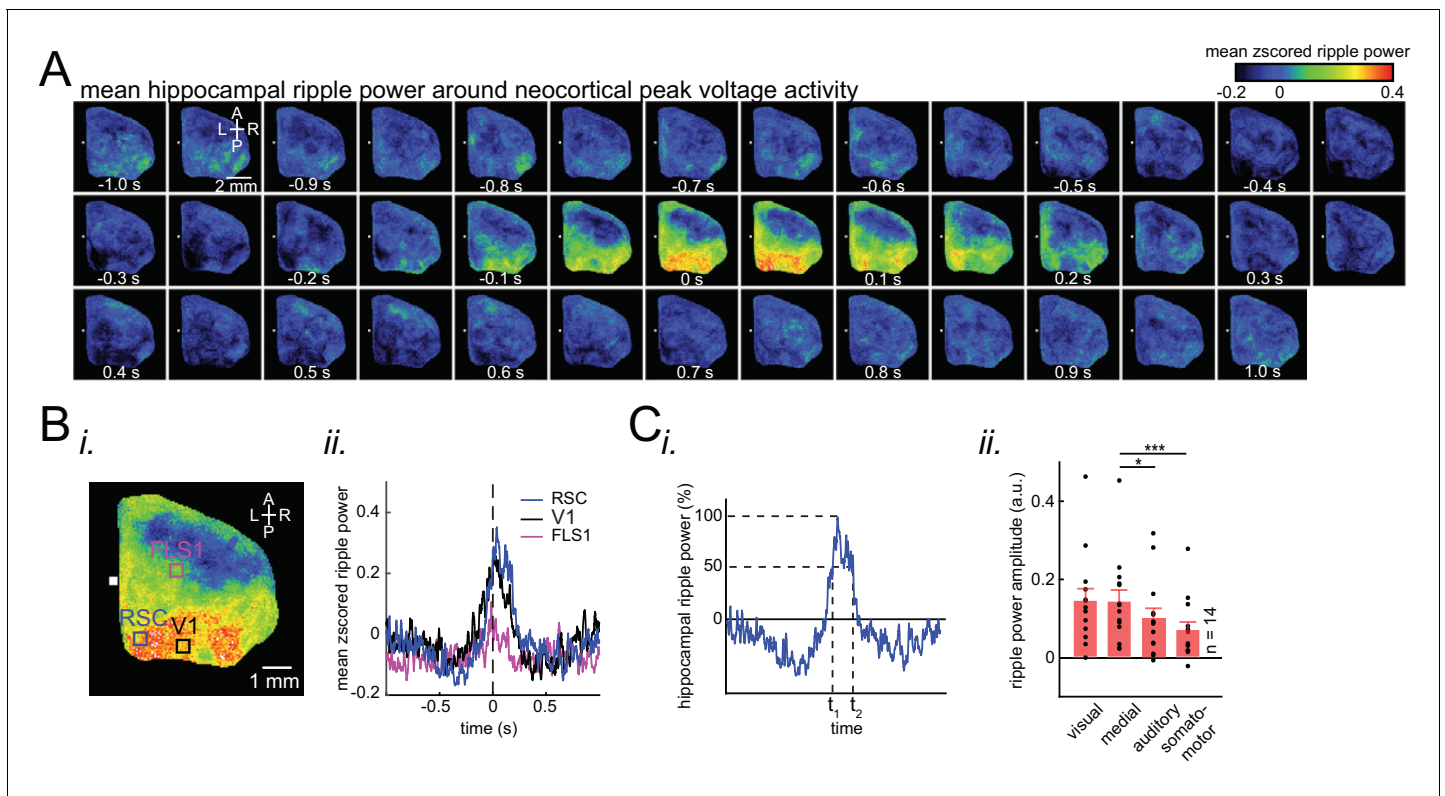 A
mean hippocampal ripple power around neocortical peak voltage activity
mean zscored ripple power
-0.2 0 0.4
A
L R
P
2 mm
-1.0 s -0.9 s -0.8 s -0.7 s -0.6 s -0.5 s -0.4 s
-0.3 s -0.2 s -0.1 s 0 s 0.1 s 0.2 s 0.3 s
0.4 s 0.5 s 0.6 s 0.7 s 0.8 s 0.9 s 1.0 s
B
i.
A
L R
P
FLS1
RSC
V1
1 mm
ii.
mean zscored ripple power
0.4
0.2
0
-0.2
-0.5 0 0.5
time (s)
RSC
V1
FLS1
C
i.
hippocampal ripple power (%)
100
50
0
t1 t2
time
ii.
ripple power amplitude (a.u.)
0.4
0.2
0
***
*
n = 14
visual
medial
auditory
somato-
motor